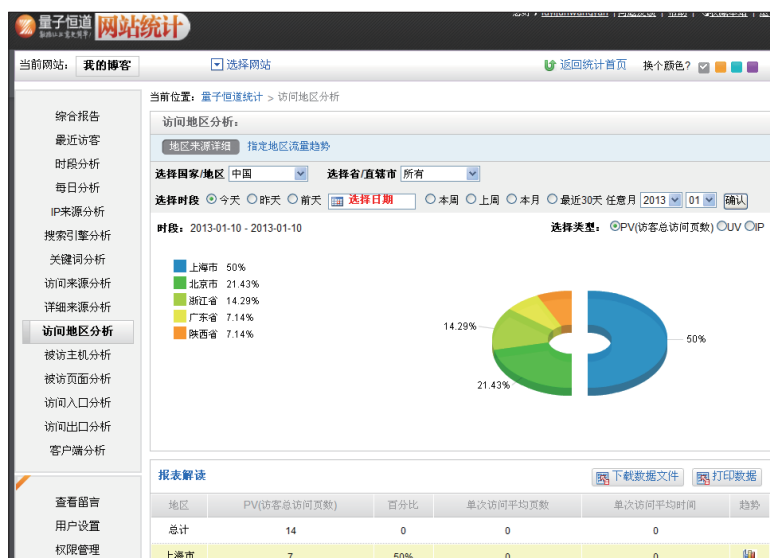 量子恒道 网站统计
当前网站： 我的博客 选择网站 返回统计首页 换个颜色?
当前位置：量子恒道统计 > 访问地区分析
综合报告
最近访客
时段分析
每日分析
IP来源分析
搜索引擎分析
关键词分析
访问来源分析
详细来源分析
访问地区分析
被访主机分析
被访页面分析
访问入口分析
访问出口分析
客户端分析
查看留言
用户设置
权限管理
访问地区分析：
地区来源详细 指定地区流量趋势
选择国家/地区 中国 选择省/直辖市 所有
选择时段 今天 昨天 前天 选择日期 本周 上周 本月 最近30天 任意月 2013 01 确认
时段：2013-01-10 - 2013-01-10 选择类型： PV(访客总访问页数) UV IP
上海市 50%
北京市 21.43%
浙江省 14.29%
广东省 7.14%
陕西省 7.14%
14.29%
50%
21.43%
报表解读 下载数据文件 打印数据
地区 PV(访客总访问页数) 百分比 单次访问平均页数 单次访问平均时间 趋势
总计 14 0 0 0
上海市 7 50% 0 0